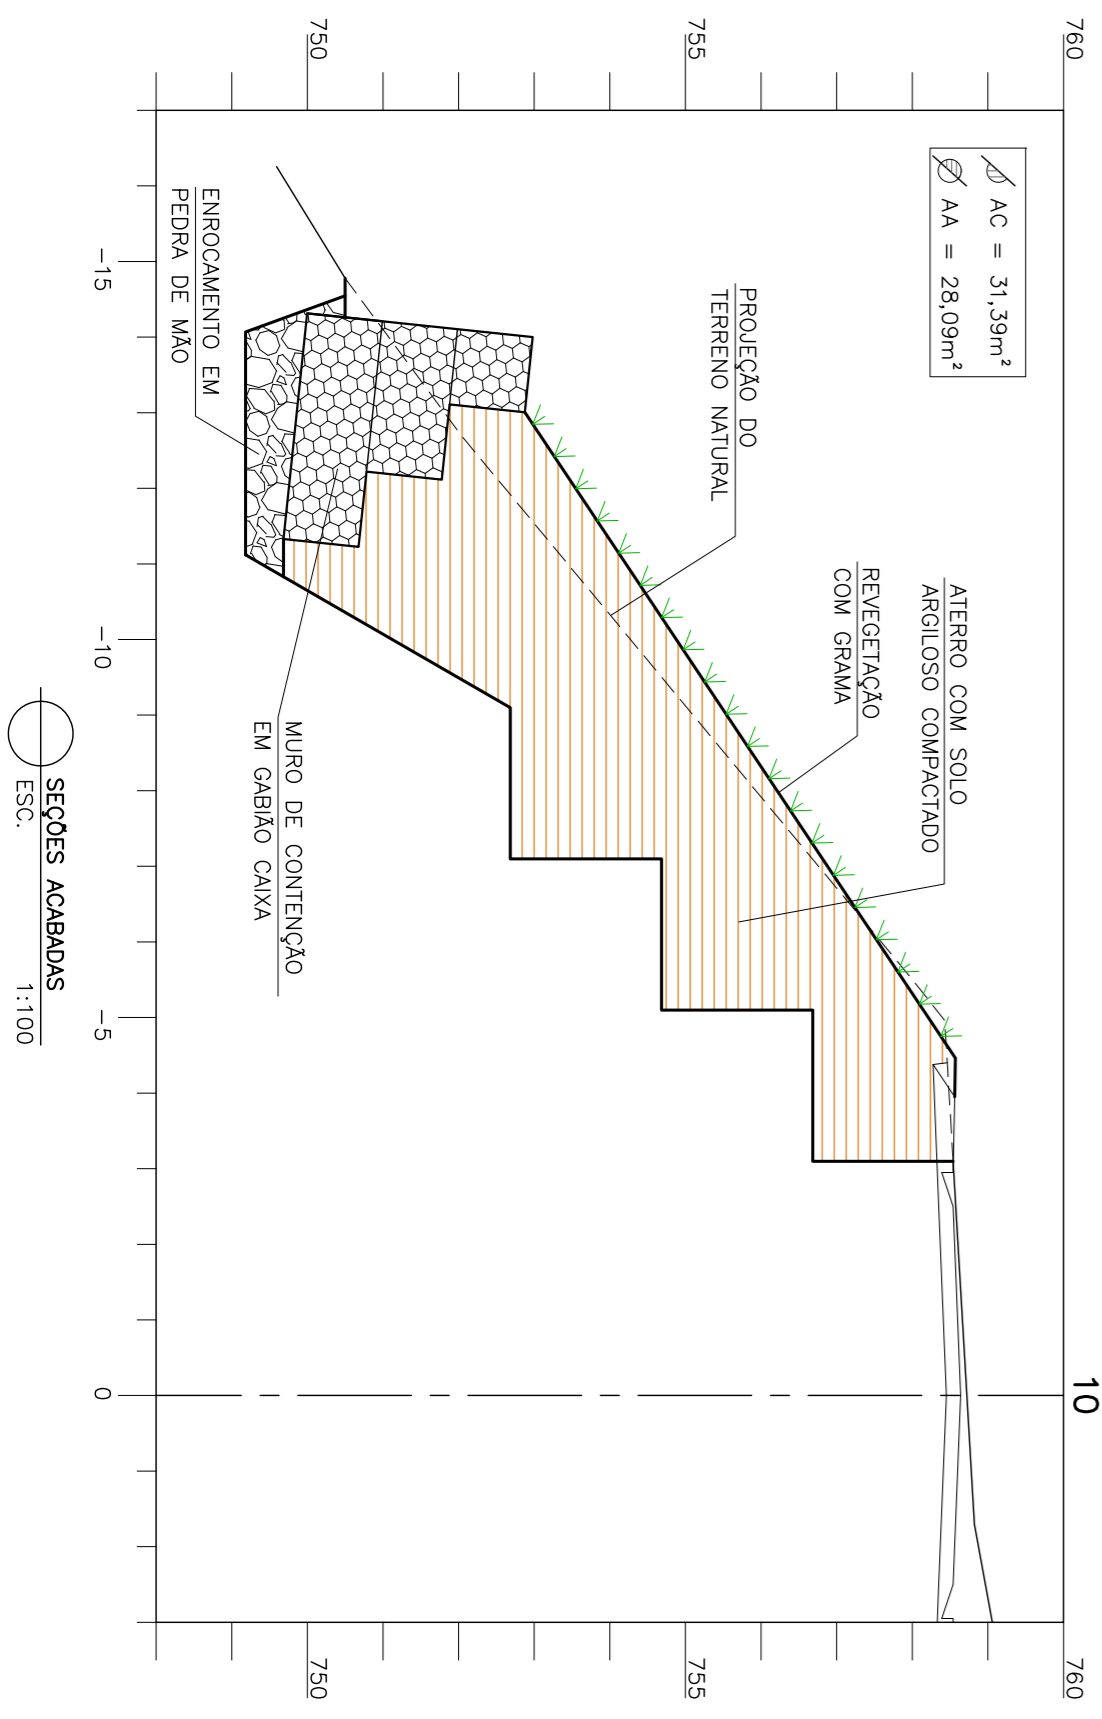 10
760
755
750
760
755
750
AC = 31,39m²
AA = 28,09m²
PROJEÇÃO DO
TERRENO NATURAL
ATERRO COM SOLO
ARGILOSO COMPACTADO
REVEGETAÇÃO
COM GRAMA
ENROCAMENTO EM
PEDRA DE MÃO
MURO DE CONTENÇÃO
EM GABIÃO CAIXA
-15
-10
-5
0
SEÇÕES ACABADAS
ESC. 1:100